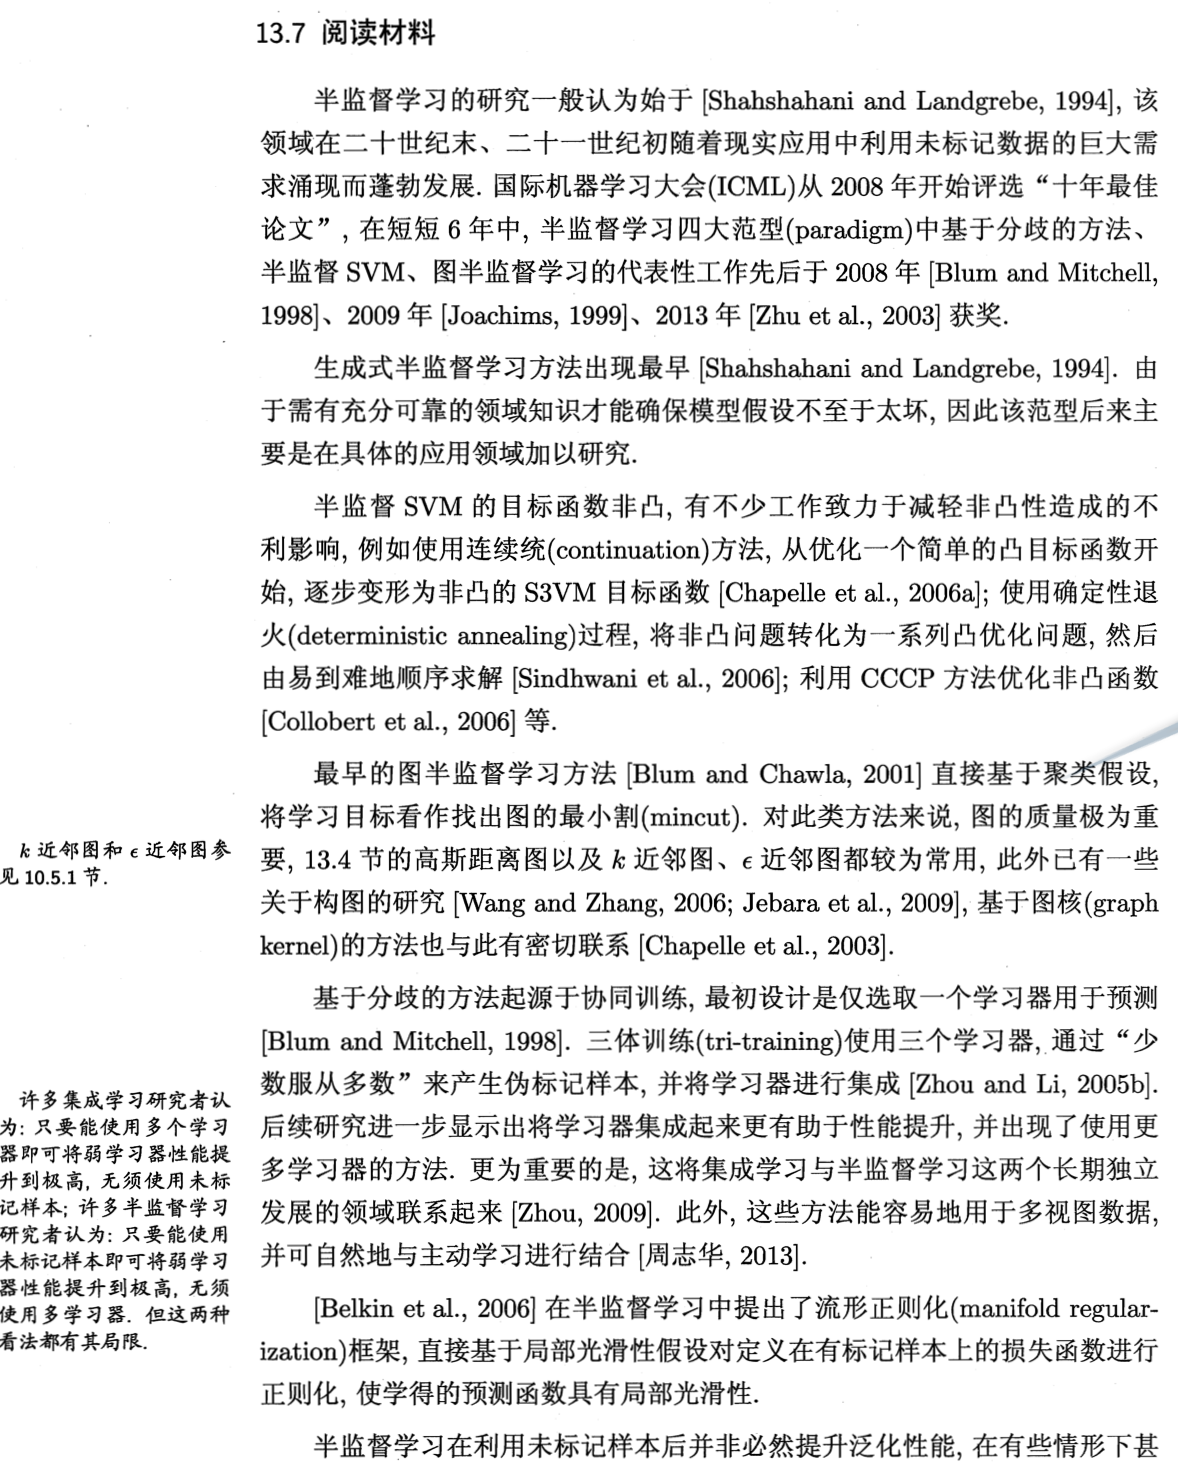 13.7 阅读材料
半监督学习的研究一般认为始于 [Shahshahani and Landgrebe, 1994], 该
领域在二十世纪末、二十一世纪初随着现实应用中利用未标记数据的巨大需
求涌现而蓬勃发展. 国际机器学习大会(ICML)从 2008 年开始评选“十年最佳
论文”, 在短短 6 年中, 半监督学习四大范型(paradigm)中基于分歧的方法、
半监督 SVM、图半监督学习的代表性工作先后于 2008 年 [Blum and Mitchell,
1998]、2009 年 [Joachims, 1999]、2013 年 [Zhu et al., 2003] 获奖.
生成式半监督学习方法出现最早 [Shahshahani and Landgrebe, 1994]. 由
于需有充分可靠的领域知识才能确保模型假设不至于太坏, 因此该范型后来主
要是在具体的应用领域加以研究.
半监督 SVM 的目标函数非凸, 有不少工作致力于减轻非凸性造成的不
利影响, 例如使用连续统(continuation)方法, 从优化一个简单的凸目标函数开
始, 逐步变形为非凸的 S3VM 目标函数 [Chapelle et al., 2006a]; 使用确定性退
火(deterministic annealing)过程, 将非凸问题转化为一系列凸优化问题, 然后
由易到难地顺序求解 [Sindhwani et al., 2006]; 利用 CCCP 方法优化非凸函数
[Collobert et al., 2006] 等.
最早的图半监督学习方法 [Blum and Chawla, 2001] 直接基于聚类假设,
将学习目标看作找出图的最小割(mincut). 对此类方法来说, 图的质量极为重
要, 13.4 节的高斯距离图以及 k 近邻图、ϵ 近邻图都较为常用, 此外已有一些
关于构图的研究 [Wang and Zhang, 2006; Jebara et al., 2009], 基于图核(graph
kernel)的方法也与此有密切联系 [Chapelle et al., 2003].
k 近邻图和 ϵ 近邻图参
见 10.5.1 节.
基于分歧的方法起源于协同训练, 最初设计是仅选取一个学习器用于预测
[Blum and Mitchell, 1998]. 三体训练(tri-training)使用三个学习器, 通过“少
数服从多数”来产生伪标记样本, 并将学习器进行集成 [Zhou and Li, 2005b].
后续研究进一步显示出将学习器集成起来更有助于性能提升, 并出现了使用更
多学习器的方法. 更为重要的是, 这将集成学习与半监督学习这两个长期独立
发展的领域联系起来 [Zhou, 2009]. 此外, 这些方法能容易地用于多视图数据,
并可自然地与主动学习进行结合 [周志华, 2013].
许多集成学习研究者认
为: 只要能使用多个学习
器即可将弱学习器性能提
升到极高, 无须使用未标
记样本; 许多半监督学习
研究者认为: 只要能使用
未标记样本即可将弱学习
器性能提升到极高, 无须
使用多学习器. 但这两种
看法都有其局限.
[Belkin et al., 2006] 在半监督学习中提出了流形正则化(manifold regular-
ization)框架, 直接基于局部光滑性假设对定义在有标记样本上的损失函数进行
正则化, 使学得的预测函数具有局部光滑性.
半监督学习在利用未标记样本后并非必然提升泛化性能, 在有些情形下甚